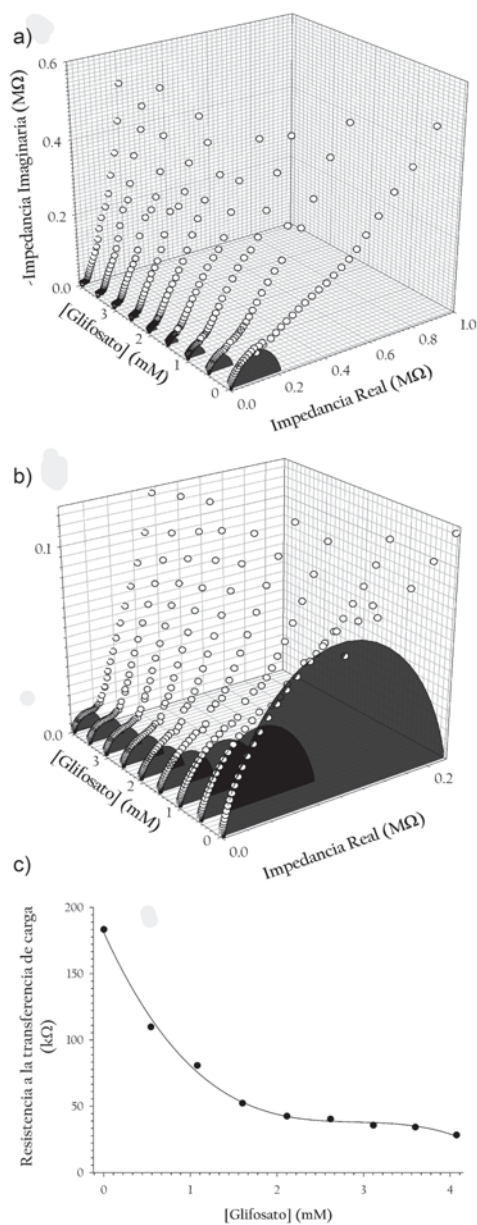 a)
-Impedancia Imaginaria (MΩ)
0.6
0.4
0.2
0.0
[Glifosato] (mM)
3
2
1
0
0.0
0.2
0.4
0.6
0.8
1.0
Impedancia Real (MΩ)
b)
0.1
0.0
[Glifosato] (mM)
3
2
1
0
0.0
0.2
Impedancia Real (MΩ)
c)
Resistencia a la transferencia de carga
(kΩ)
200
150
100
50
0
0 1 2 3 4
[Glifosato] (mM)